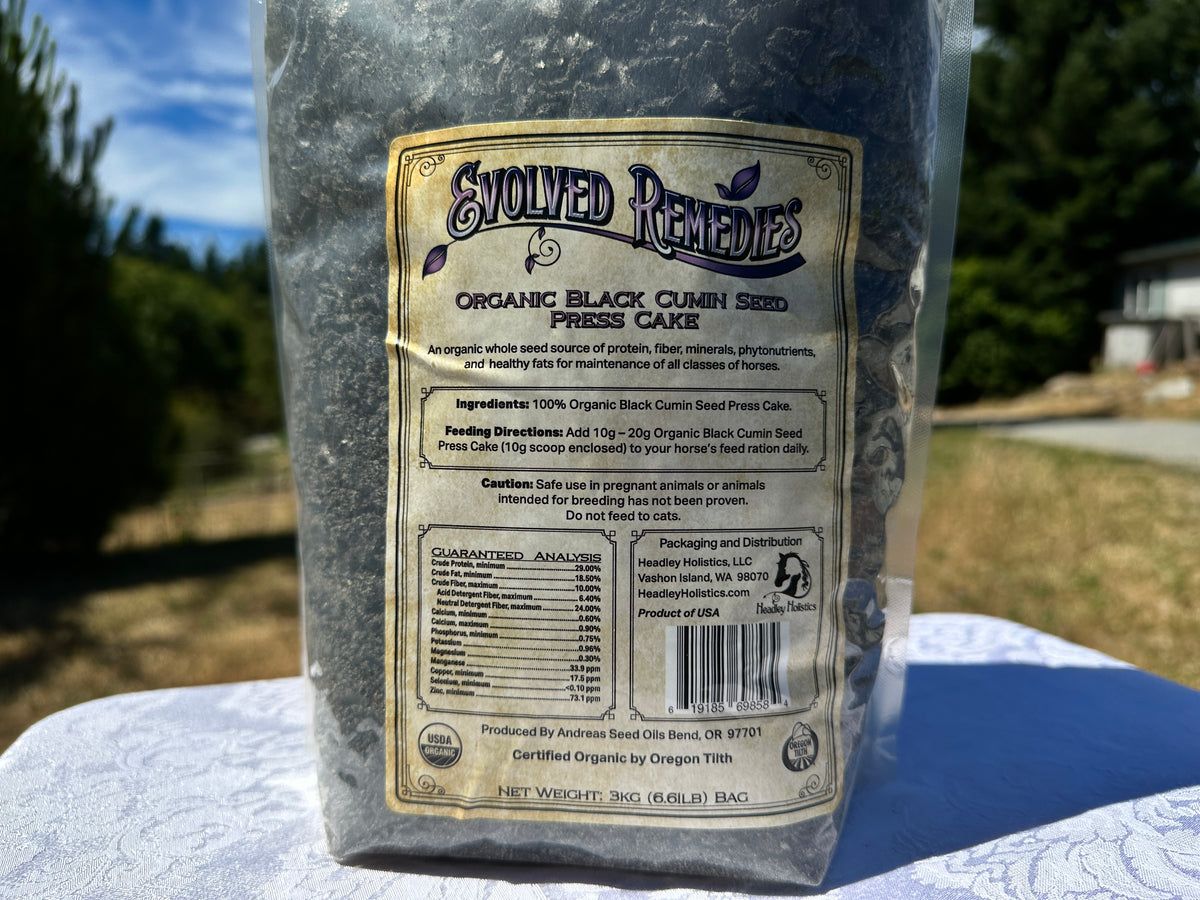 EVOLVED REMEDIES
ORGANIC BLACK CUMIN SEED
PRESS CAKE
An organic whole seed source of protein, fiber, minerals, phytonutrients,
and healthy fats for maintenance of all classes of horses.
Ingredients: 100% Organic Black Cumin Seed Press Cake.
Feeding Directions: Add 10g – 20g Organic Black Cumin Seed
Press Cake (10g scoop enclosed) to your horse's feed ration daily.
Caution: Safe use in pregnant animals or animals
intended for breeding has not been proven.
Do not feed to cats.
GUARANTEED ANALYSIS
Crude Protein, minimum 29.00%
Crude Fat, minimum 18.50%
Crude Fiber, maximum 10.00%
Acid Detergent Fiber, maximum 6.40%
Neutral Detergent Fiber, maximum 24.00%
Calcium, minimum 0.60%
Calcium, maximum 0.90%
Phosphorus, minimum 0.75%
Potassium 0.96%
Magnesium 0.30%
Manganese 33.9 ppm
Copper, minimum 17.5 ppm
Selenium, minimum <0.10 ppm
Zinc, minimum 73.1 ppm
Packaging and Distribution
Headley Holistics, LLC
Vashon Island, WA 98070
HeadleyHolistics.com
Product of USA
Headley Holistics
6 19185 69858 4
Produced By Andreas Seed Oils Bend, OR 97701
Certified Organic by Oregon Tilth
USDA
ORGANIC
OREGON
TILTH
NET WEIGHT: 3KG (6.61LB) BAG